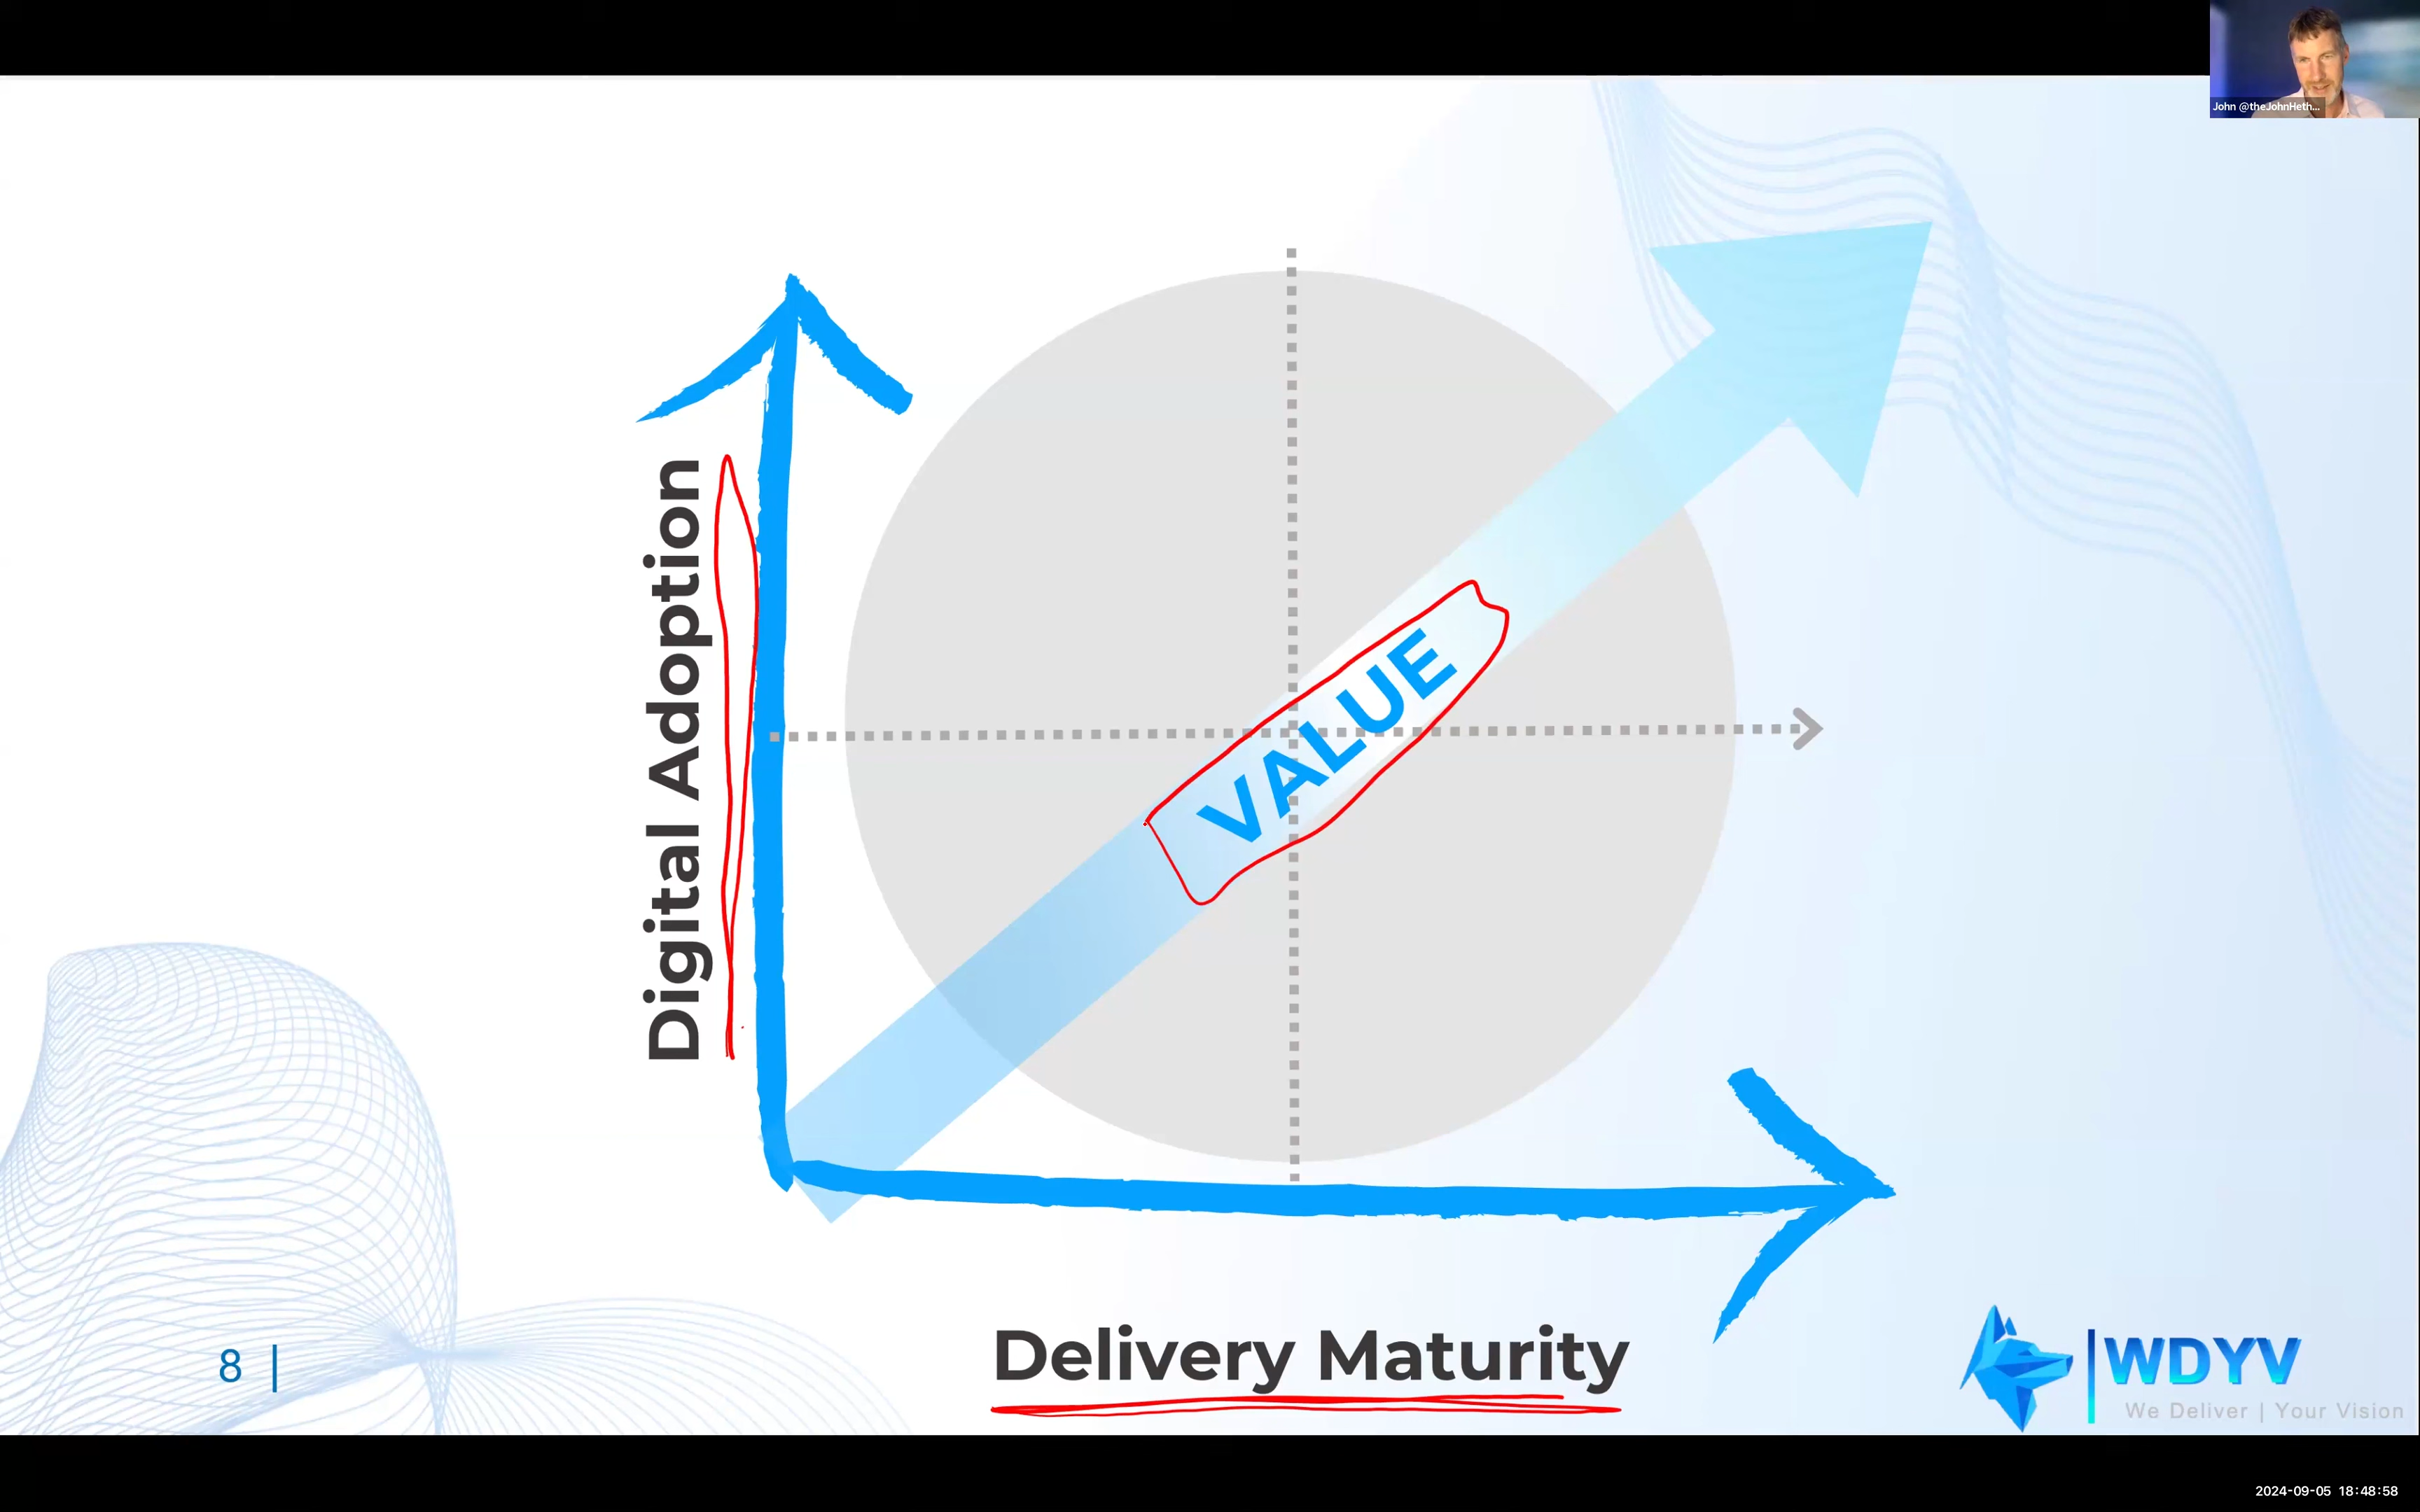 John @theJohnHeth...
Digital Adoption
VALUE
Delivery Maturity
8
WDYV
We Deliver | Your Vision
2024-09-05 18:48:58